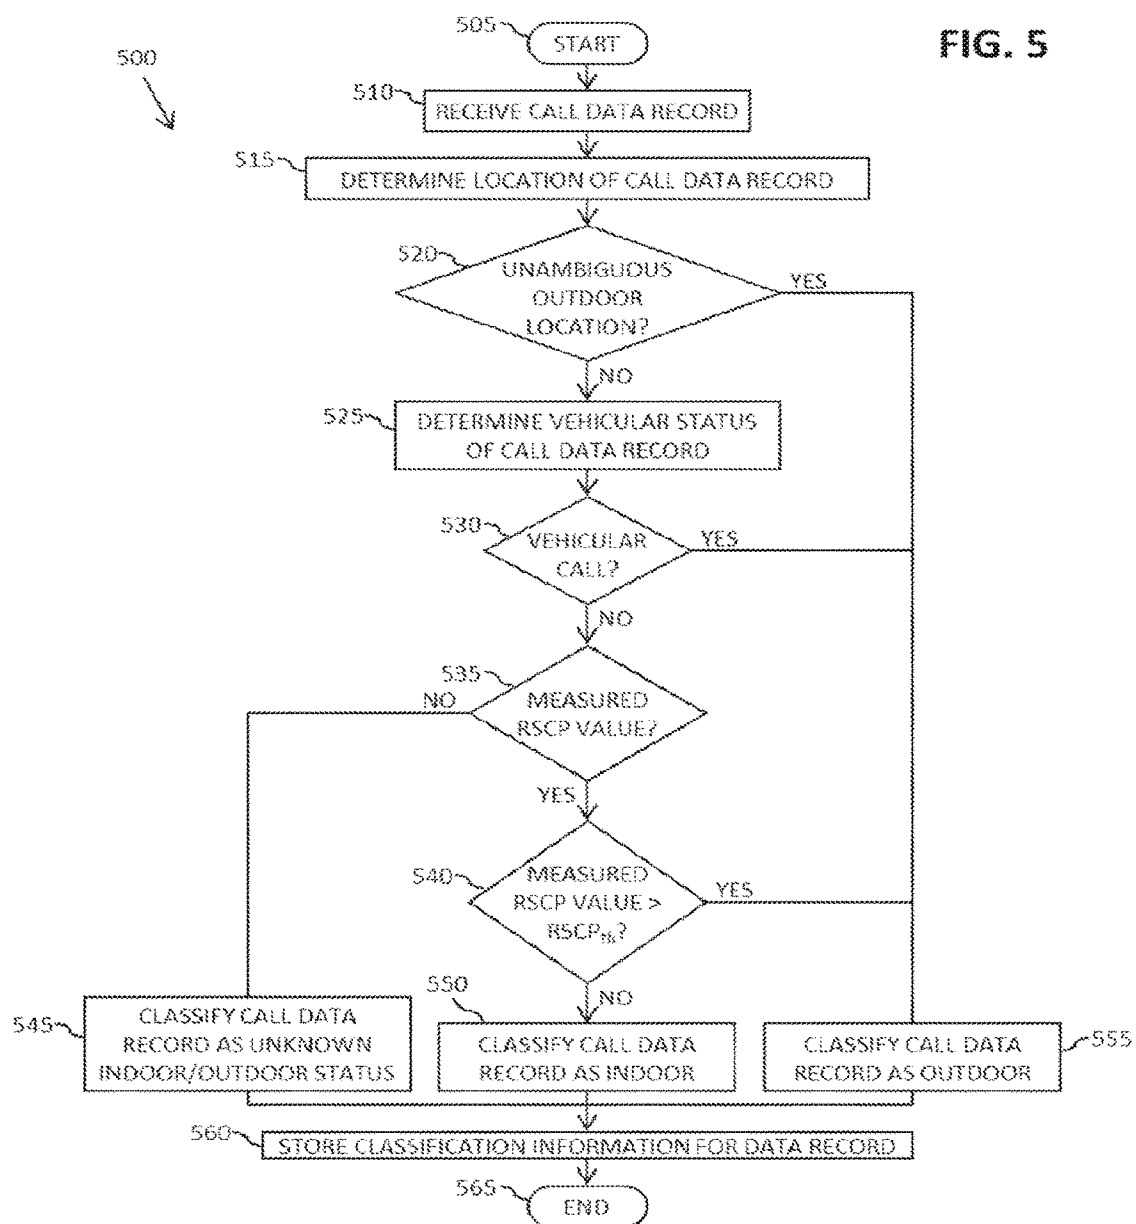 FIG. 5
500
505
START
510
RECEIVE CALL DATA RECORD
515
DETERMINE LOCATION OF CALL DATA RECORD
520
UNAMBIGUOUS
OUTDOOR
LOCATION?
YES
NO
525
DETERMINE VEHICULAR STATUS
OF CALL DATA RECORD
530
VEHICULAR
CALL?
YES
NO
535
MEASURED
RSCP VALUE?
NO
YES
540
MEASURED
RSCP VALUE >
RSCPth?
YES
NO
545
CLASSIFY CALL DATA
RECORD AS UNKNOWN
INDOOR/OUTDOOR STATUS
550
CLASSIFY CALL DATA
RECORD AS INDOOR
555
CLASSIFY CALL DATA
RECORD AS OUTDOOR
560
STORE CLASSIFICATION INFORMATION FOR DATA RECORD
565
END